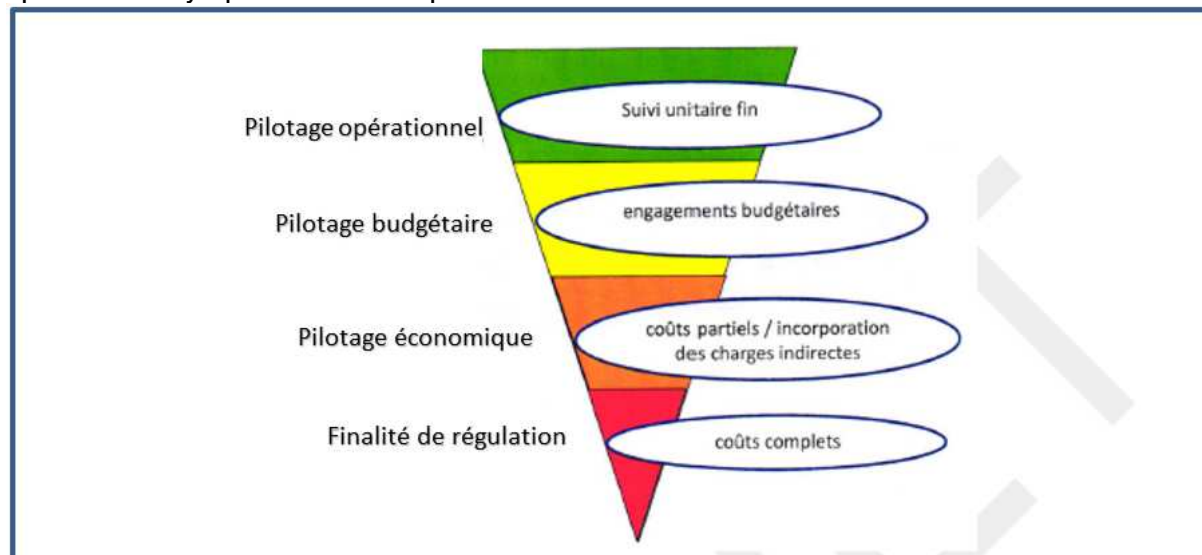 Pilotage opérationnel
Suivi unitaire fin
Pilotage budgétaire
engagements budgétaires
Pilotage économique
coûts partiels / incorporation
des charges indirectes
Finalité de régulation
coûts complets